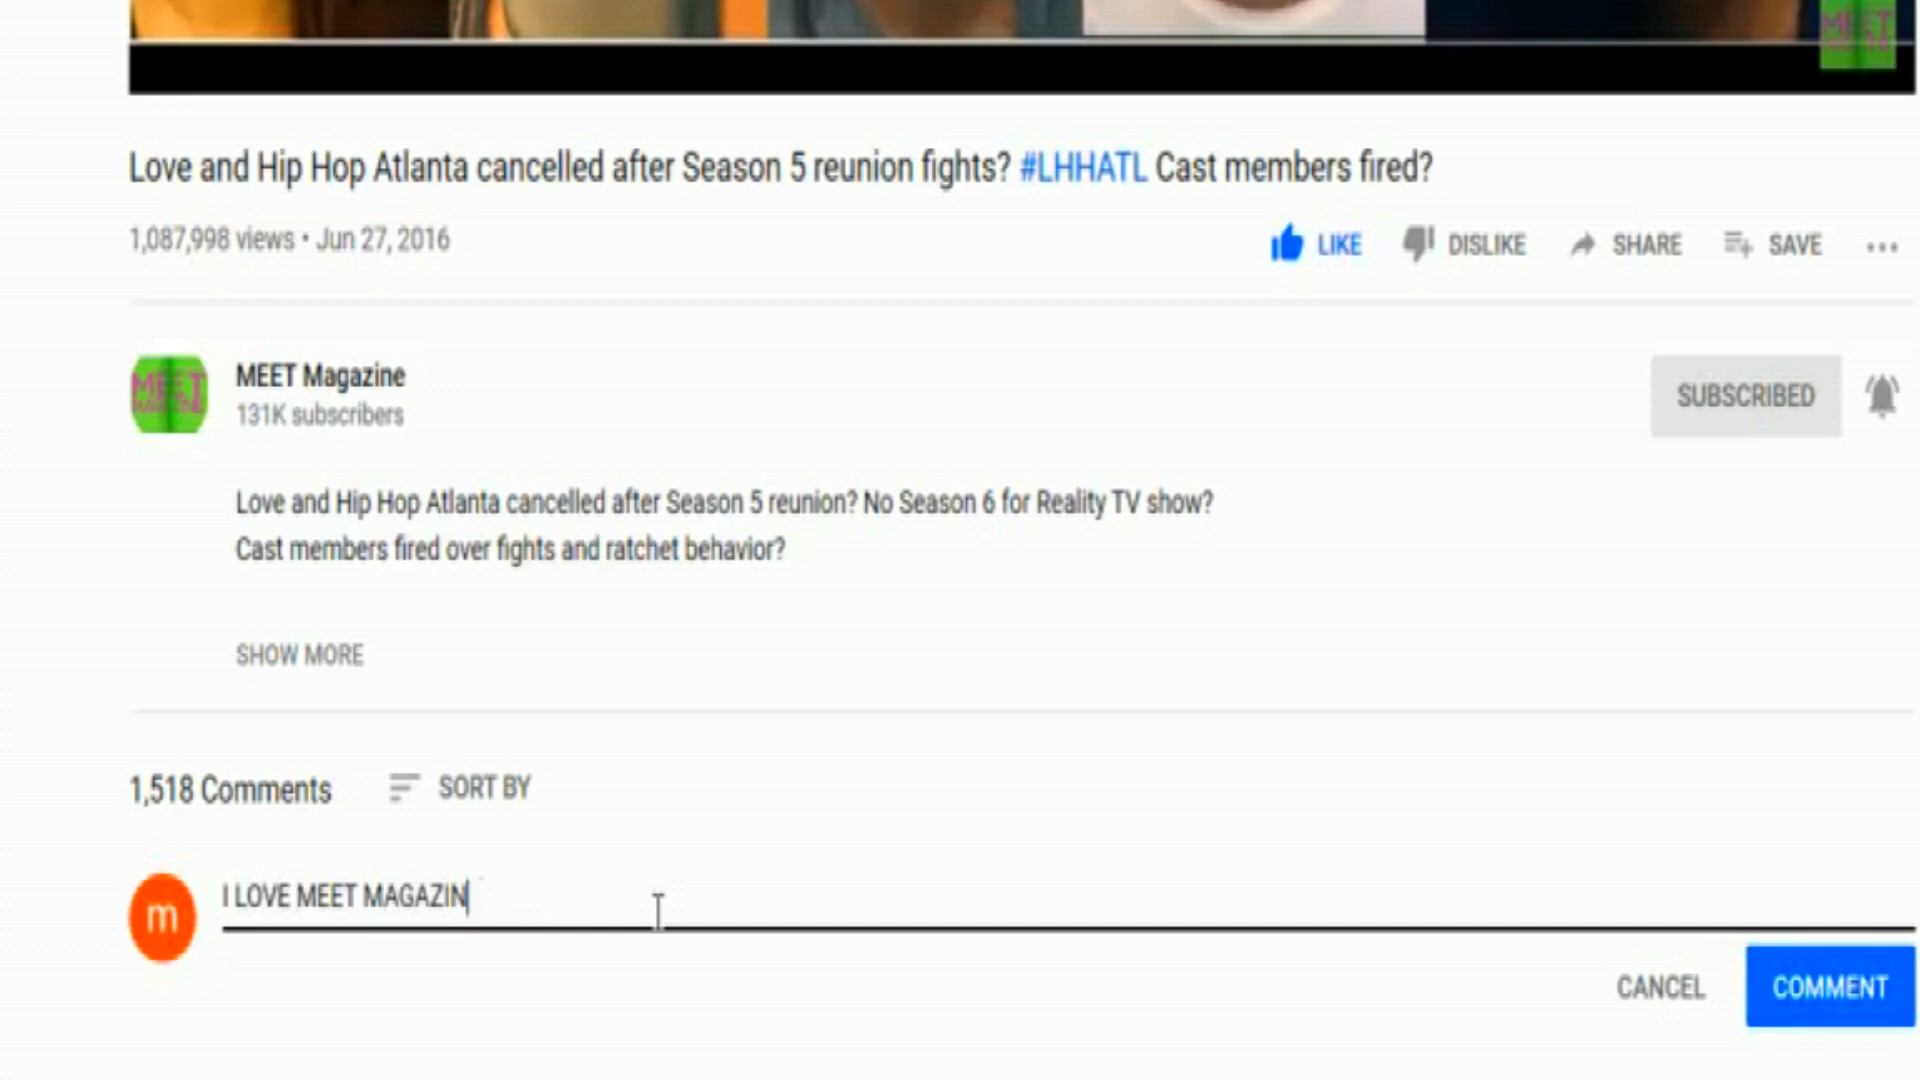 MEET
Love and Hip Hop Atlanta cancelled after Season 5 reunion fights? #LHHATL Cast members fired?
1,087,998 views • Jun 27, 2016
LIKE DISLIKE SHARE SAVE ...
MEET
MEET Magazine
131K subscribers
SUBSCRIBED
Love and Hip Hop Atlanta cancelled after Season 5 reunion? No Season 6 for Reality TV show?
Cast members fired over fights and ratchet behavior?
SHOW MORE
1,518 Comments SORT BY
m
I LOVE MEET MAGAZIN
CANCEL COMMENT